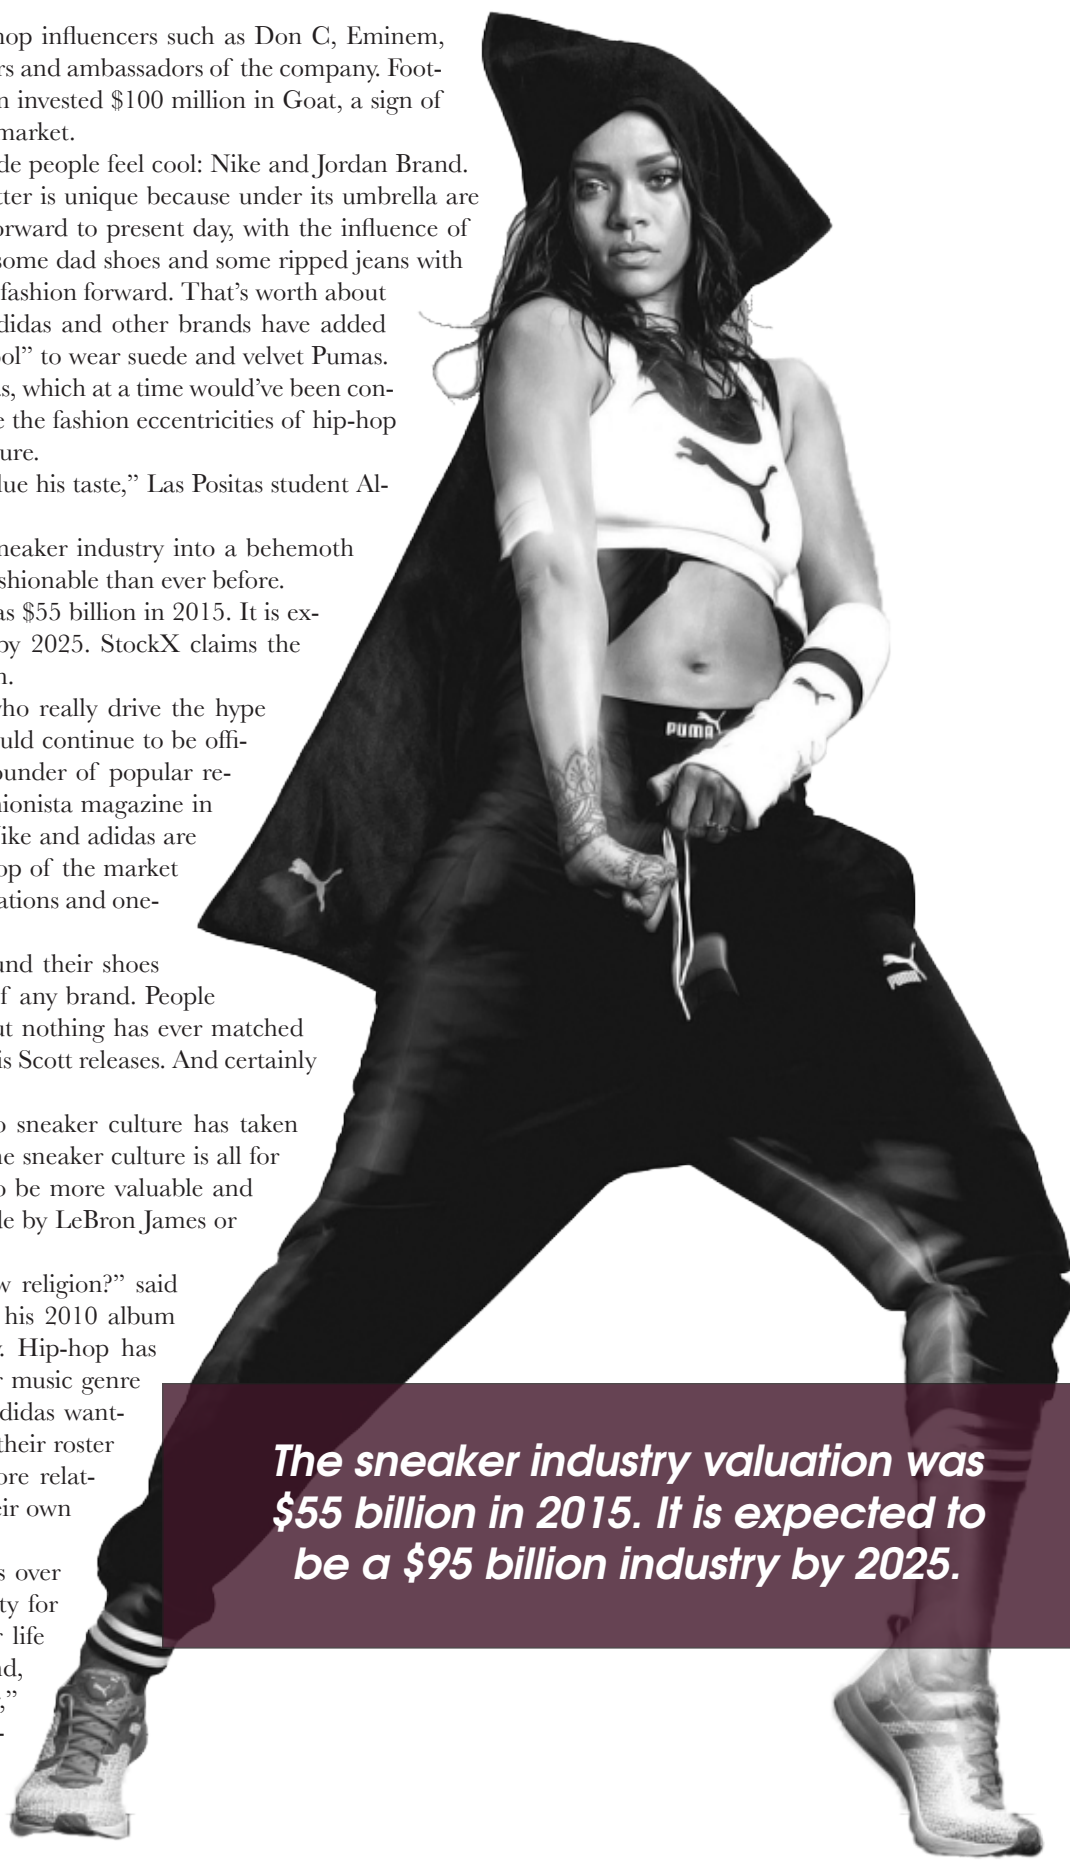 hop influencers such as Don C, Eminem,
rs and ambassadors of the company. Foot-
n invested $100 million in Goat, a sign of
market.
de people feel cool: Nike and Jordan Brand.
tter is unique because under its umbrella are
orward to present day, with the influence of
some dad shoes and some ripped jeans with
fashion forward. That’s worth about
didas and other brands have added
ol” to wear suede and velvet Pumas.
s, which at a time would’ve been con-
e the fashion eccentricities of hip-hop
ure.
lue his taste,” Las Positas student Al-
neaker industry into a behemoth
shionable than ever before.
as $55 billion in 2015. It is ex-
by 2025. StockX claims the
n.
who really drive the hype
uld continue to be offi-
ounder of popular re-
hionista magazine in
Nike and adidas are
op of the market
ations and one-
und their shoes
f any brand. People
ut nothing has ever matched
is Scott releases. And certainly
o sneaker culture has taken
he sneaker culture is all for
o be more valuable and
le by LeBron James or
w religion?” said
his 2010 album
y. Hip-hop has
r music genre
didas want-
their roster
ore relat-
eir own
s over
ty for
r life
nd,
,”
-
PUMA
PUMA
The sneaker industry valuation was
$55 billion in 2015. It is expected to
be a $95 billion industry by 2025.